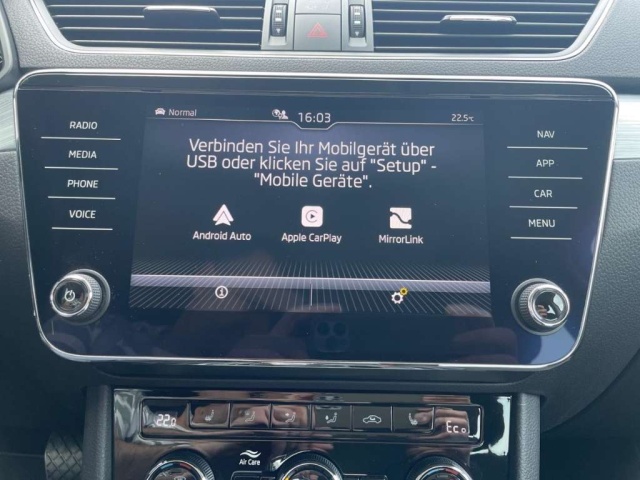 Normal
16:03
22.5°C
RADIO
MEDIA
PHONE
VOICE
Verbinden Sie Ihr Mobilgerät über
USB oder klicken Sie auf "Setup" -
"Mobile Geräte".
Android Auto
Apple CarPlay
MirrorLink
NAV
APP
CAR
MENU
22.0
Eco
Air Care